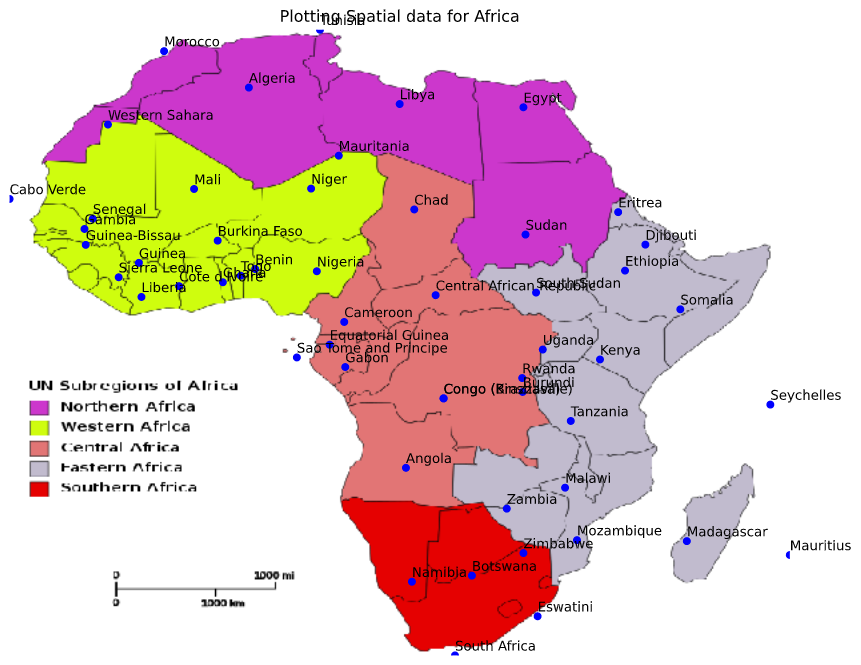 Plotting Spatial data for Africa
Tunisia
Morocco
Algeria
Libya
Egypt
Western Sahara
Mauritania
Mali
Niger
Cabo Verde
Chad
Eritrea
Senegal
Gambia
Guinea-Bissau
Burkina Faso
Sudan
Djibouti
Guinea
Benin
Nigeria
Ethiopia
Sierra Leone
Togo
Ghana
Cote d'Ivoire
Liberia
Central African Republic
South Sudan
Somalia
Cameroon
Equatorial Guinea
Sao Tome and Principe
Gabon
Uganda
Kenya
Rwanda
Burundi
Congo (Brazzaville)
Congo (Kinshasa)
Seychelles
Tanzania
UN Subregions of Africa
Northern Africa
Western Africa
Central Africa
Eastern Africa
Southern Africa
Angola
Malawi
Zambia
Mozambique
Madagascar
Mauritius
Zimbabwe
Botswana
Namibia
Eswatini
South Africa
0 1000 mi
0 1000 km